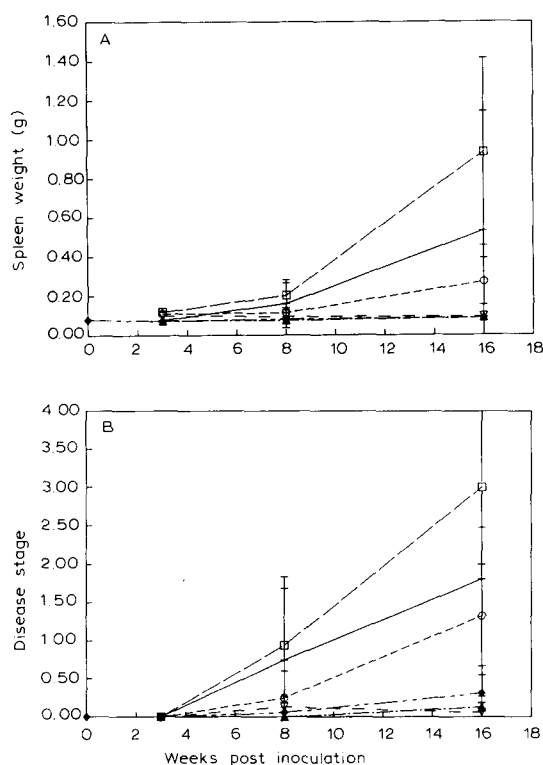 A
1.60
1.40
1.20
1.00
0.80
0.60
0.40
0.20
0.00
Spleen weight (g)
0 2 4 6 8 10 12 14 16 18
B
4.00
3.50
3.00
2.50
2.00
1.50
1.00
0.50
0.00
Disease stage
0 2 4 6 8 10 12 14 16 18
Weeks post inoculation